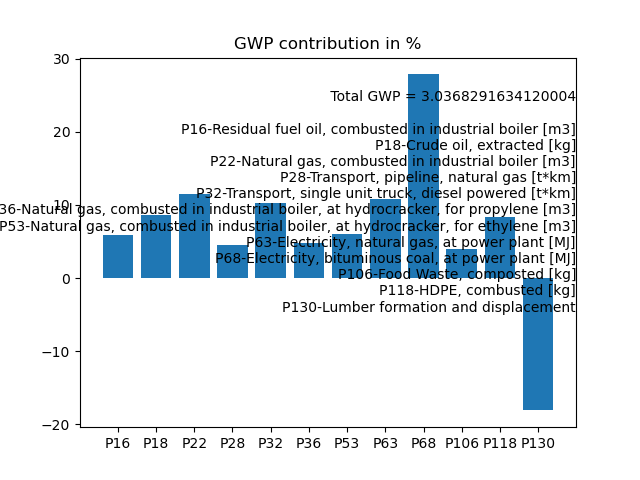 GWP contribution in %
30
Total GWP = 3.0368291634120004
20
P16-Residual fuel oil, combusted in industrial boiler [m3]
P18-Crude oil, extracted [kg]
P22-Natural gas, combusted in industrial boiler [m3]
P28-Transport, pipeline, natural gas [t*km]
P32-Transport, single unit truck, diesel powered [t*km]
10
36-Natural gas, combusted in industrial boiler, at hydrocracker, for propylene [m3]
P53-Natural gas, combusted in industrial boiler, at hydrocracker, for ethylene [m3]
P63-Electricity, natural gas, at power plant [MJ]
P68-Electricity, bituminous coal, at power plant [MJ]
P106-Food Waste, composted [kg]
0
P118-HDPE, combusted [kg]
P130-Lumber formation and displacement
−10
−20
P16 P18 P22 P28 P32 P36 P53 P63 P68 P106 P118 P130